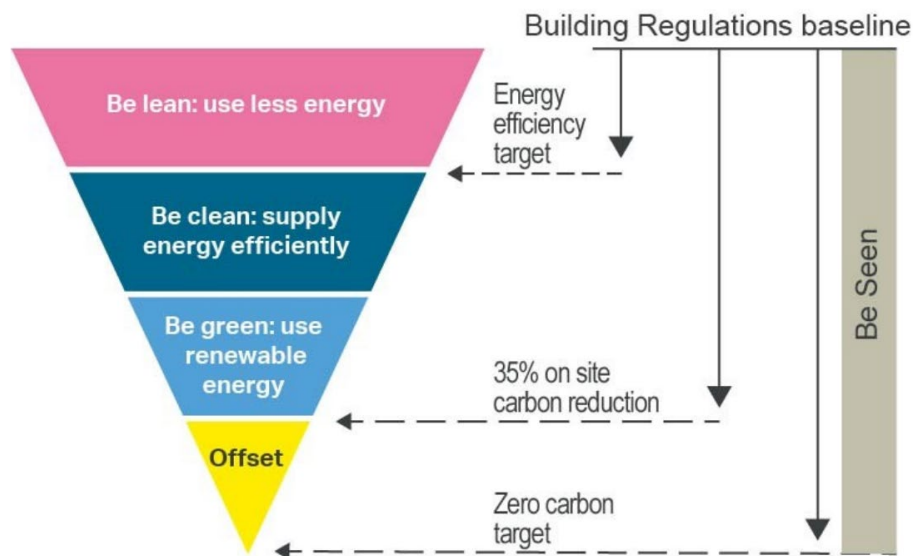 Building Regulations baseline
Be lean: use less energy
Energy
efficiency
target
Be clean: supply
energy efficiently
Be Seen
Be green: use
renewable
energy
35% on site
carbon reduction
Offset
Zero carbon
target